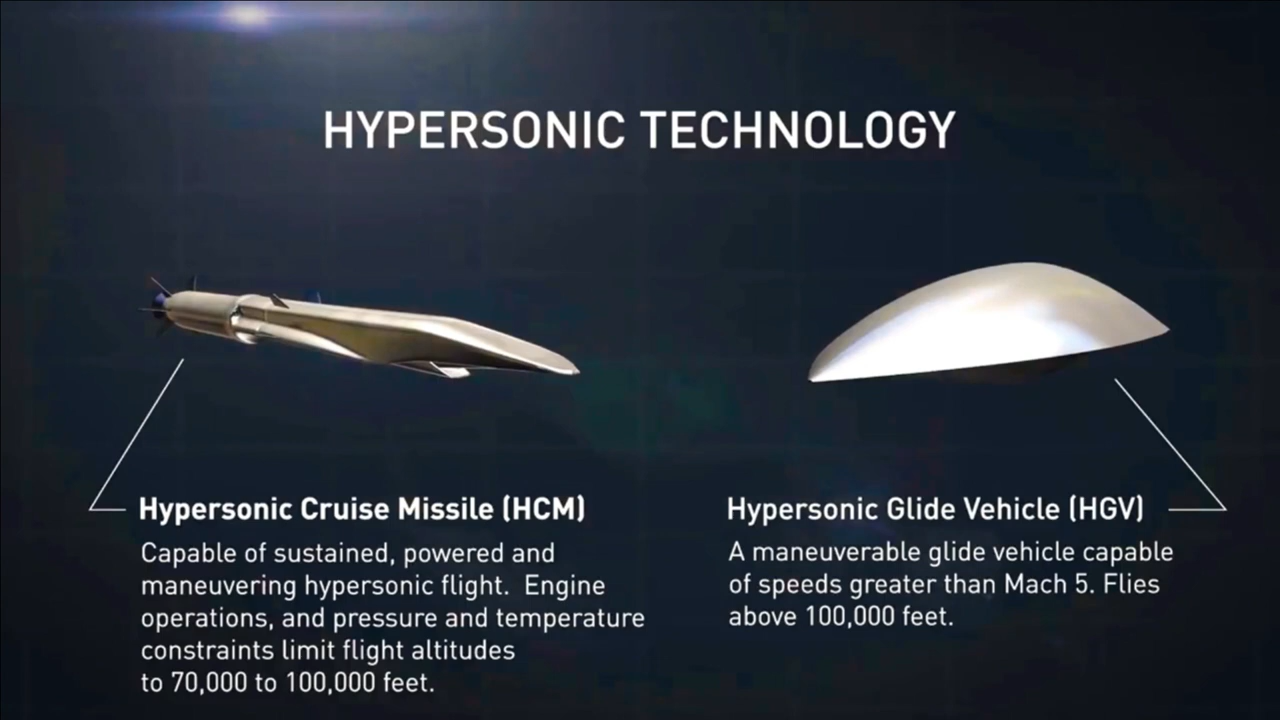 HYPERSONIC TECHNOLOGY
Hypersonic Cruise Missile (HCM)
Capable of sustained, powered and
maneuvering hypersonic flight.  Engine
operations, and pressure and temperature
constraints limit flight altitudes
to 70,000 to 100,000 feet.
Hypersonic Glide Vehicle (HGV)
A maneuverable glide vehicle capable
of speeds greater than Mach 5. Flies
above 100,000 feet.